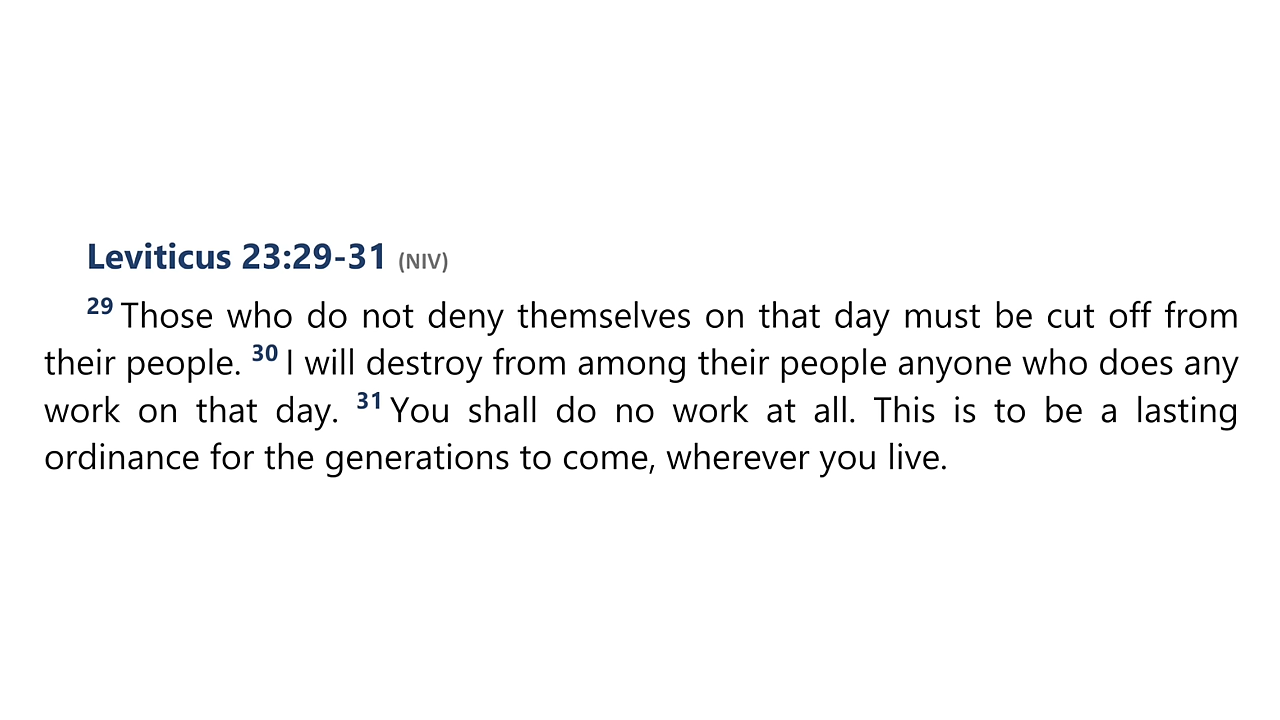 Leviticus 23:29-31 (NIV)
29 Those who do not deny themselves on that day must be cut off from
their people. 30 I will destroy from among their people anyone who does any
work on that day. 31 You shall do no work at all. This is to be a lasting
ordinance for the generations to come, wherever you live.